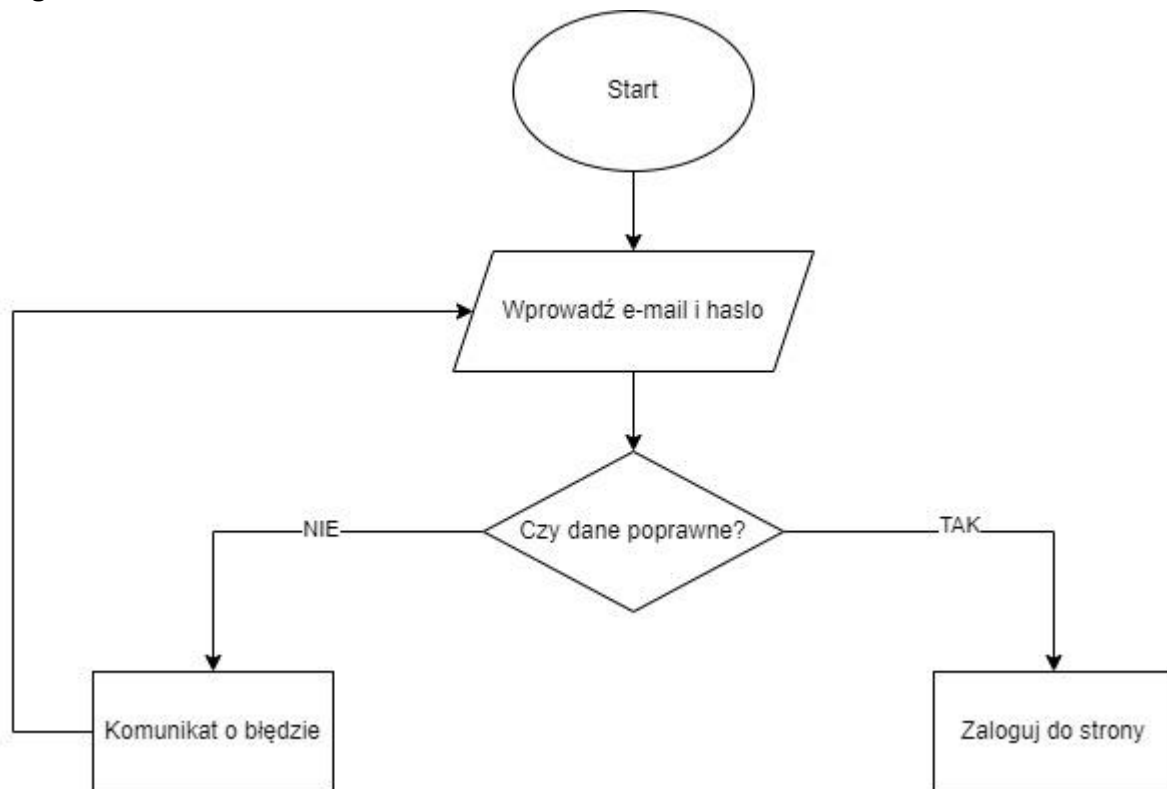 Start
Wprowadź e-mail i haslo
Czy dane poprawne?
NIE
TAK
Komunikat o błędzie
Zaloguj do strony